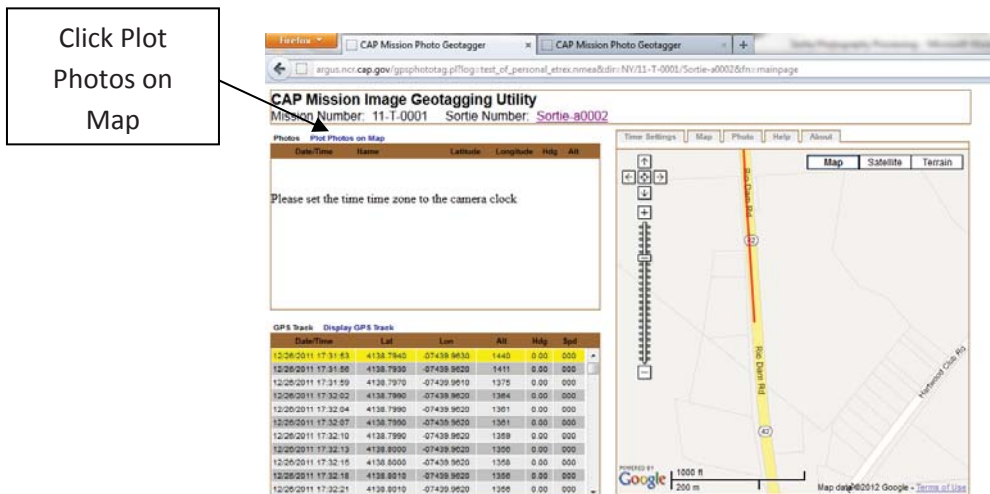 Click Plot
Photos on
Map
Firefox
CAP Mission Photo Geotagger
CAP Mission Photo Geotagger
argus.ncr.cap.gov/gpsphototag.pl?log=test_of_personal_etrex.nmea&dir=NY/11-T-0001/Sortie-a0002&fn=mainpage
CAP Mission Image Geotagging Utility
Mission Number: 11-T-0001 Sortie Number: Sortie-a0002
Photos Plot Photos on Map
Date/Time Name Latitude Longitude Hdg Alt
Please set the time time zone to the camera clock
GPS Track Display GPS Track
Date/Time Lat Lon Alt Hdg Spd
12/26/2011 17:31:53 4138.7940 -07439.9630 1440 0.00 000
12/26/2011 17:31:56 4138.7930 -07439.9620 1411 0.00 000
12/26/2011 17:31:59 4138.7970 -07439.9610 1375 0.00 000
12/26/2011 17:32:02 4138.7990 -07439.9620 1364 0.00 000
12/26/2011 17:32:04 4138.7990 -07439.9620 1361 0.00 000
12/26/2011 17:32:07 4138.7990 -07439.9620 1361 0.00 000
12/26/2011 17:32:10 4138.7990 -07439.9620 1359 0.00 000
12/26/2011 17:32:13 4138.8000 -07439.9620 1356 0.00 000
12/26/2011 17:32:15 4138.8000 -07439.9620 1358 0.00 000
12/26/2011 17:32:18 4138.8010 -07439.9620 1356 0.00 000
12/26/2011 17:32:21 4138.8010 -07439.9620 1356 0.00 000
Time Settings Map Photo Help About
Map Satellite Terrain
Rio Dam Rd
42
Rio Dam Rd
Hartwood Club Rd
42
POWERED BY
Google
1000 ft
200 m
Map data ©2012 Google - Terms of Use